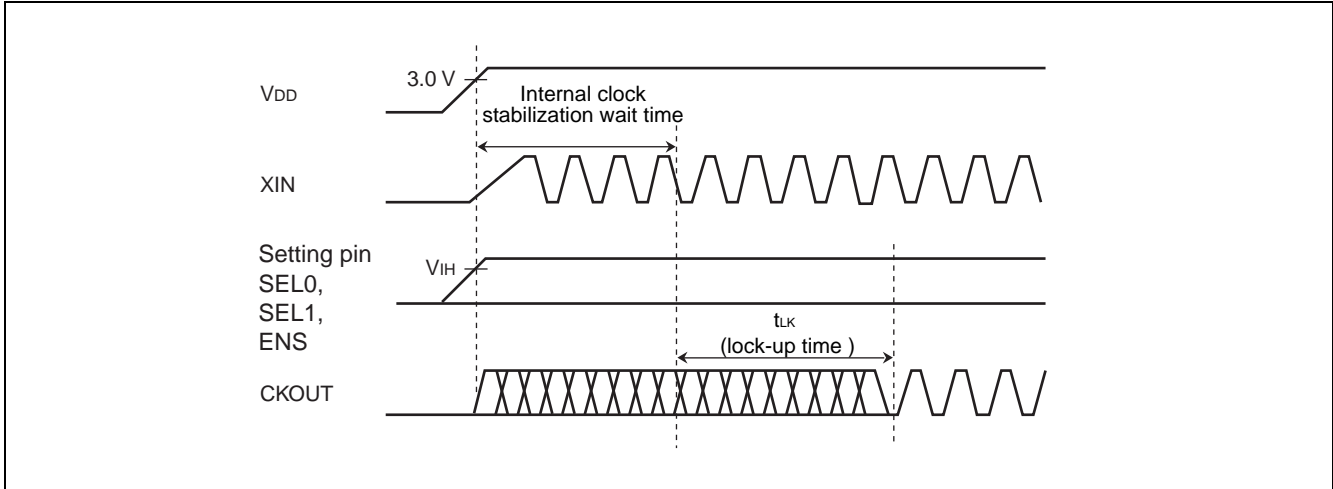 3.0 V
VDD
Internal clock
stabilization wait time
XIN
Setting pin
SEL0,
SEL1,
ENS
VIH
tLK
(lock-up time )
CKOUT